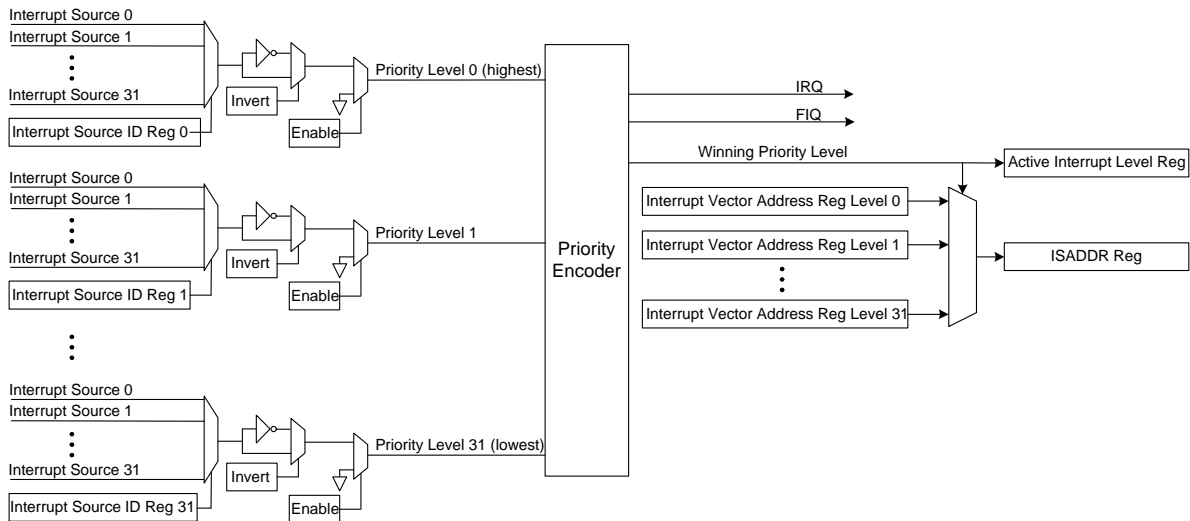 Interrupt Source 0
Interrupt Source 1
Interrupt Source 31
Interrupt Source ID Reg 0
Invert
Enable
Priority Level 0 (highest)
Interrupt Source 0
Interrupt Source 1
Interrupt Source 31
Interrupt Source ID Reg 1
Invert
Enable
Priority Level 1
Interrupt Source 0
Interrupt Source 1
Interrupt Source 31
Interrupt Source ID Reg 31
Invert
Enable
Priority Level 31 (lowest)
Priority
Encoder
IRQ
FIQ
Winning Priority Level
Active Interrupt Level Reg
Interrupt Vector Address Reg Level 0
Interrupt Vector Address Reg Level 1
Interrupt Vector Address Reg Level 31
ISADDR Reg